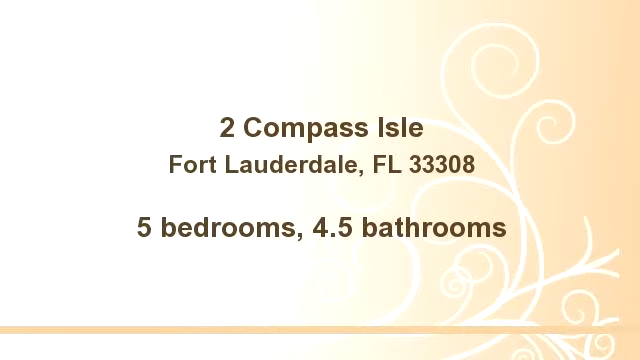 2 Compass Isle
Fort Lauderdale, FL 33308
5 bedrooms, 4.5 bathrooms